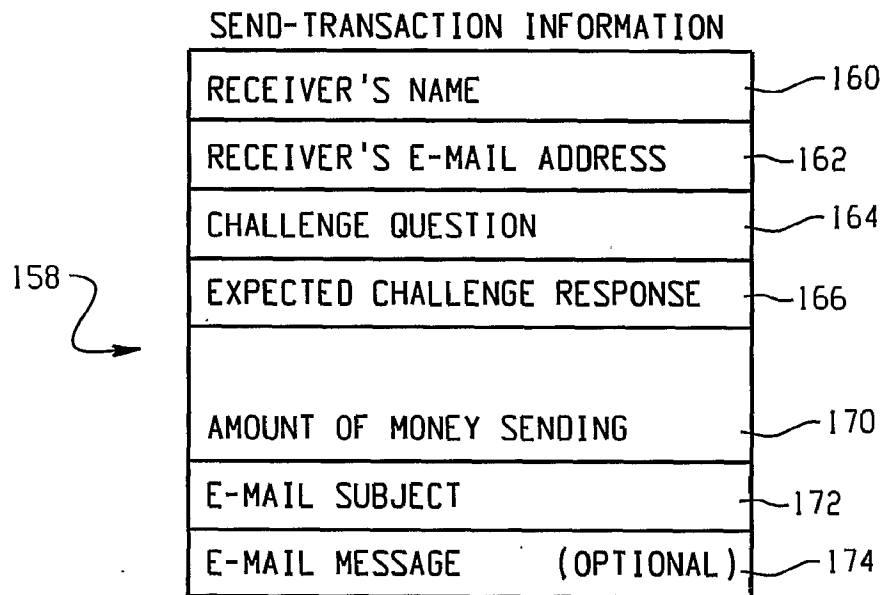 SEND-TRANSACTION INFORMATION
RECEIVER'S NAME 160
RECEIVER'S E-MAIL ADDRESS 162
CHALLENGE QUESTION 164
158
EXPECTED CHALLENGE RESPONSE 166
AMOUNT OF MONEY SENDING 170
E-MAIL SUBJECT 172
E-MAIL MESSAGE (OPTIONAL) 174